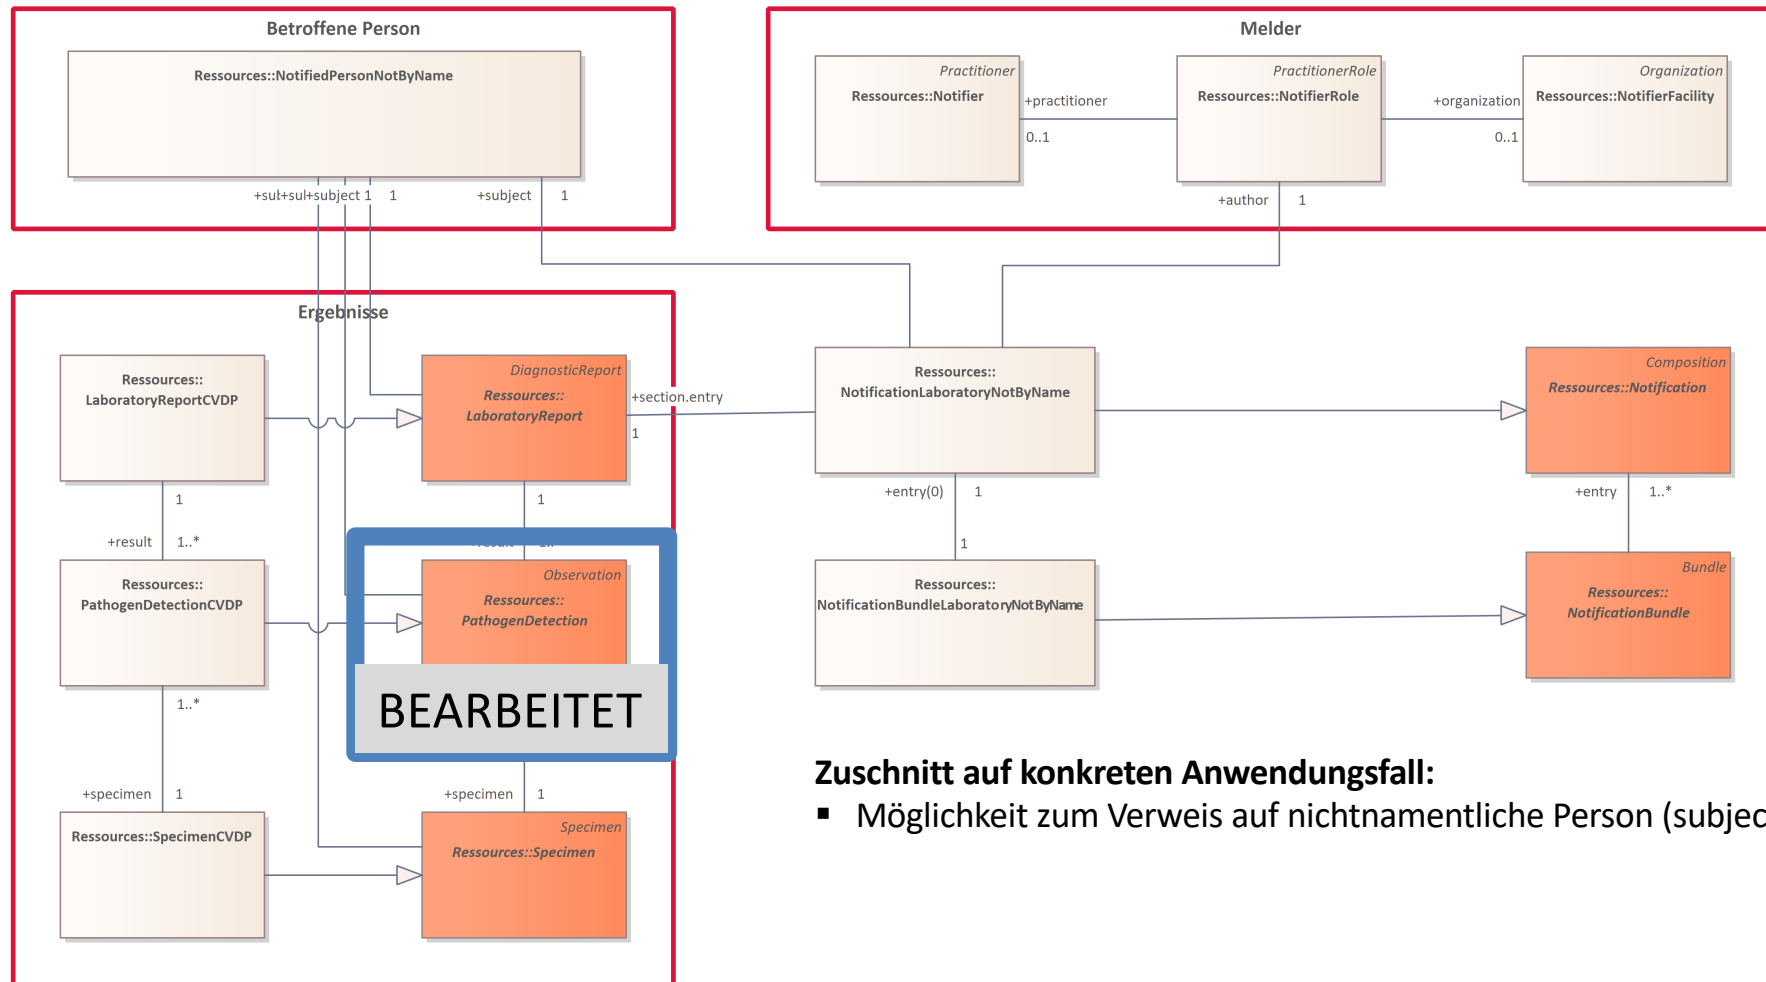 Betroffene Person
Ressources::NotifiedPersonNotByName
+sul+sul+subject 1 1
+subject 1
Melder
Practitioner
Ressources::Notifier
+practitioner
0..1
PractitionerRole
Ressources::NotifierRole
+organization
0..1
Organization
Ressources::NotifierFacility
+author 1
Ergebnisse
Ressources::
LaboratoryReportCVDP
DiagnosticReport
Ressources::
LaboratoryReport
+section.entry
1
Ressources::
NotificationLaboratoryNotByName
Composition
Ressources::Notification
1
+result 1..*
1
+entry(0) 1
1
+entry 1..*
Ressources::
PathogenDetectionCVDP
Observation
Ressources::
PathogenDetection
BEARBEITET
Ressources::
NotificationBundleLaboratoryNotByName
Bundle
Ressources::
NotificationBundle
1..*
+specimen 1
+specimen 1
Ressources::SpecimenCVDP
Specimen
Ressources::Specimen
Zuschnitt auf konkreten Anwendungsfall:
▪ Möglichkeit zum Verweis auf nichtnamentliche Person (subjec